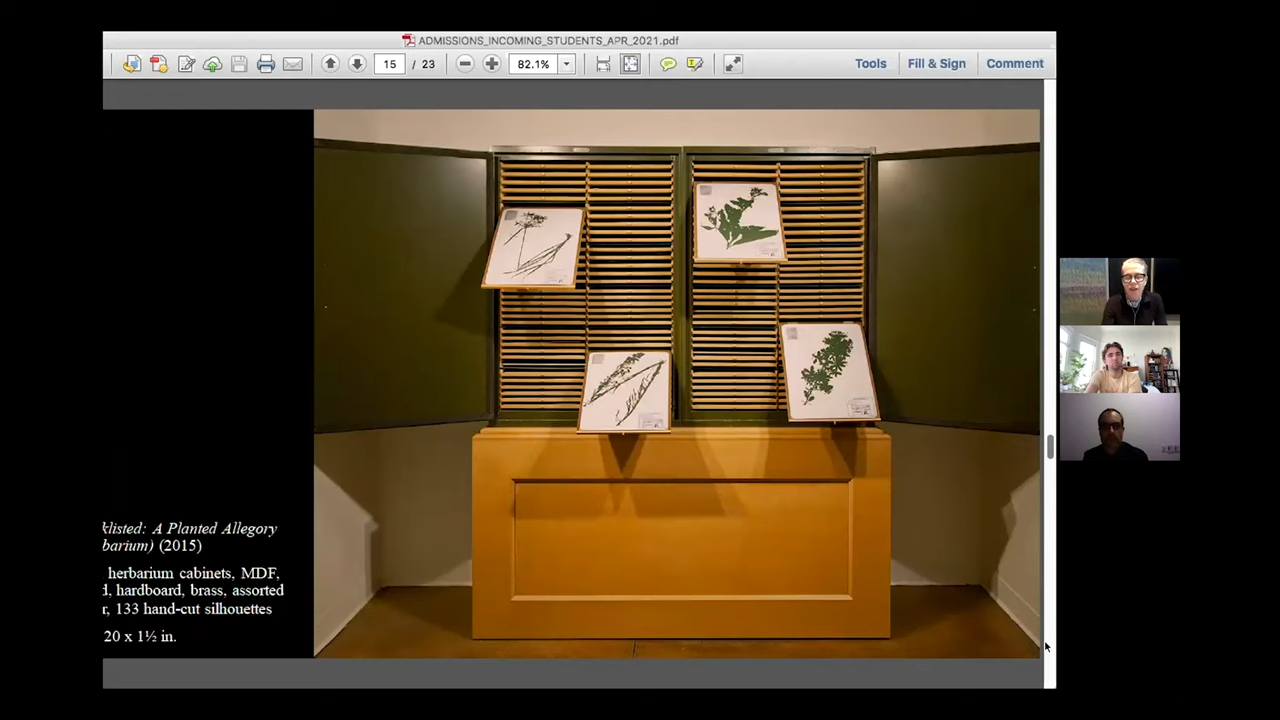 ADMISSIONS_INCOMING_STUDENTS_APR_2021.pdf
15 / 23 82.1% Tools Fill & Sign Comment
klisted: A Planted Allegory
barium) (2015)
herbarium cabinets, MDF,
d, hardboard, brass, assorted
r, 133 hand-cut silhouettes
20 x 1½ in.